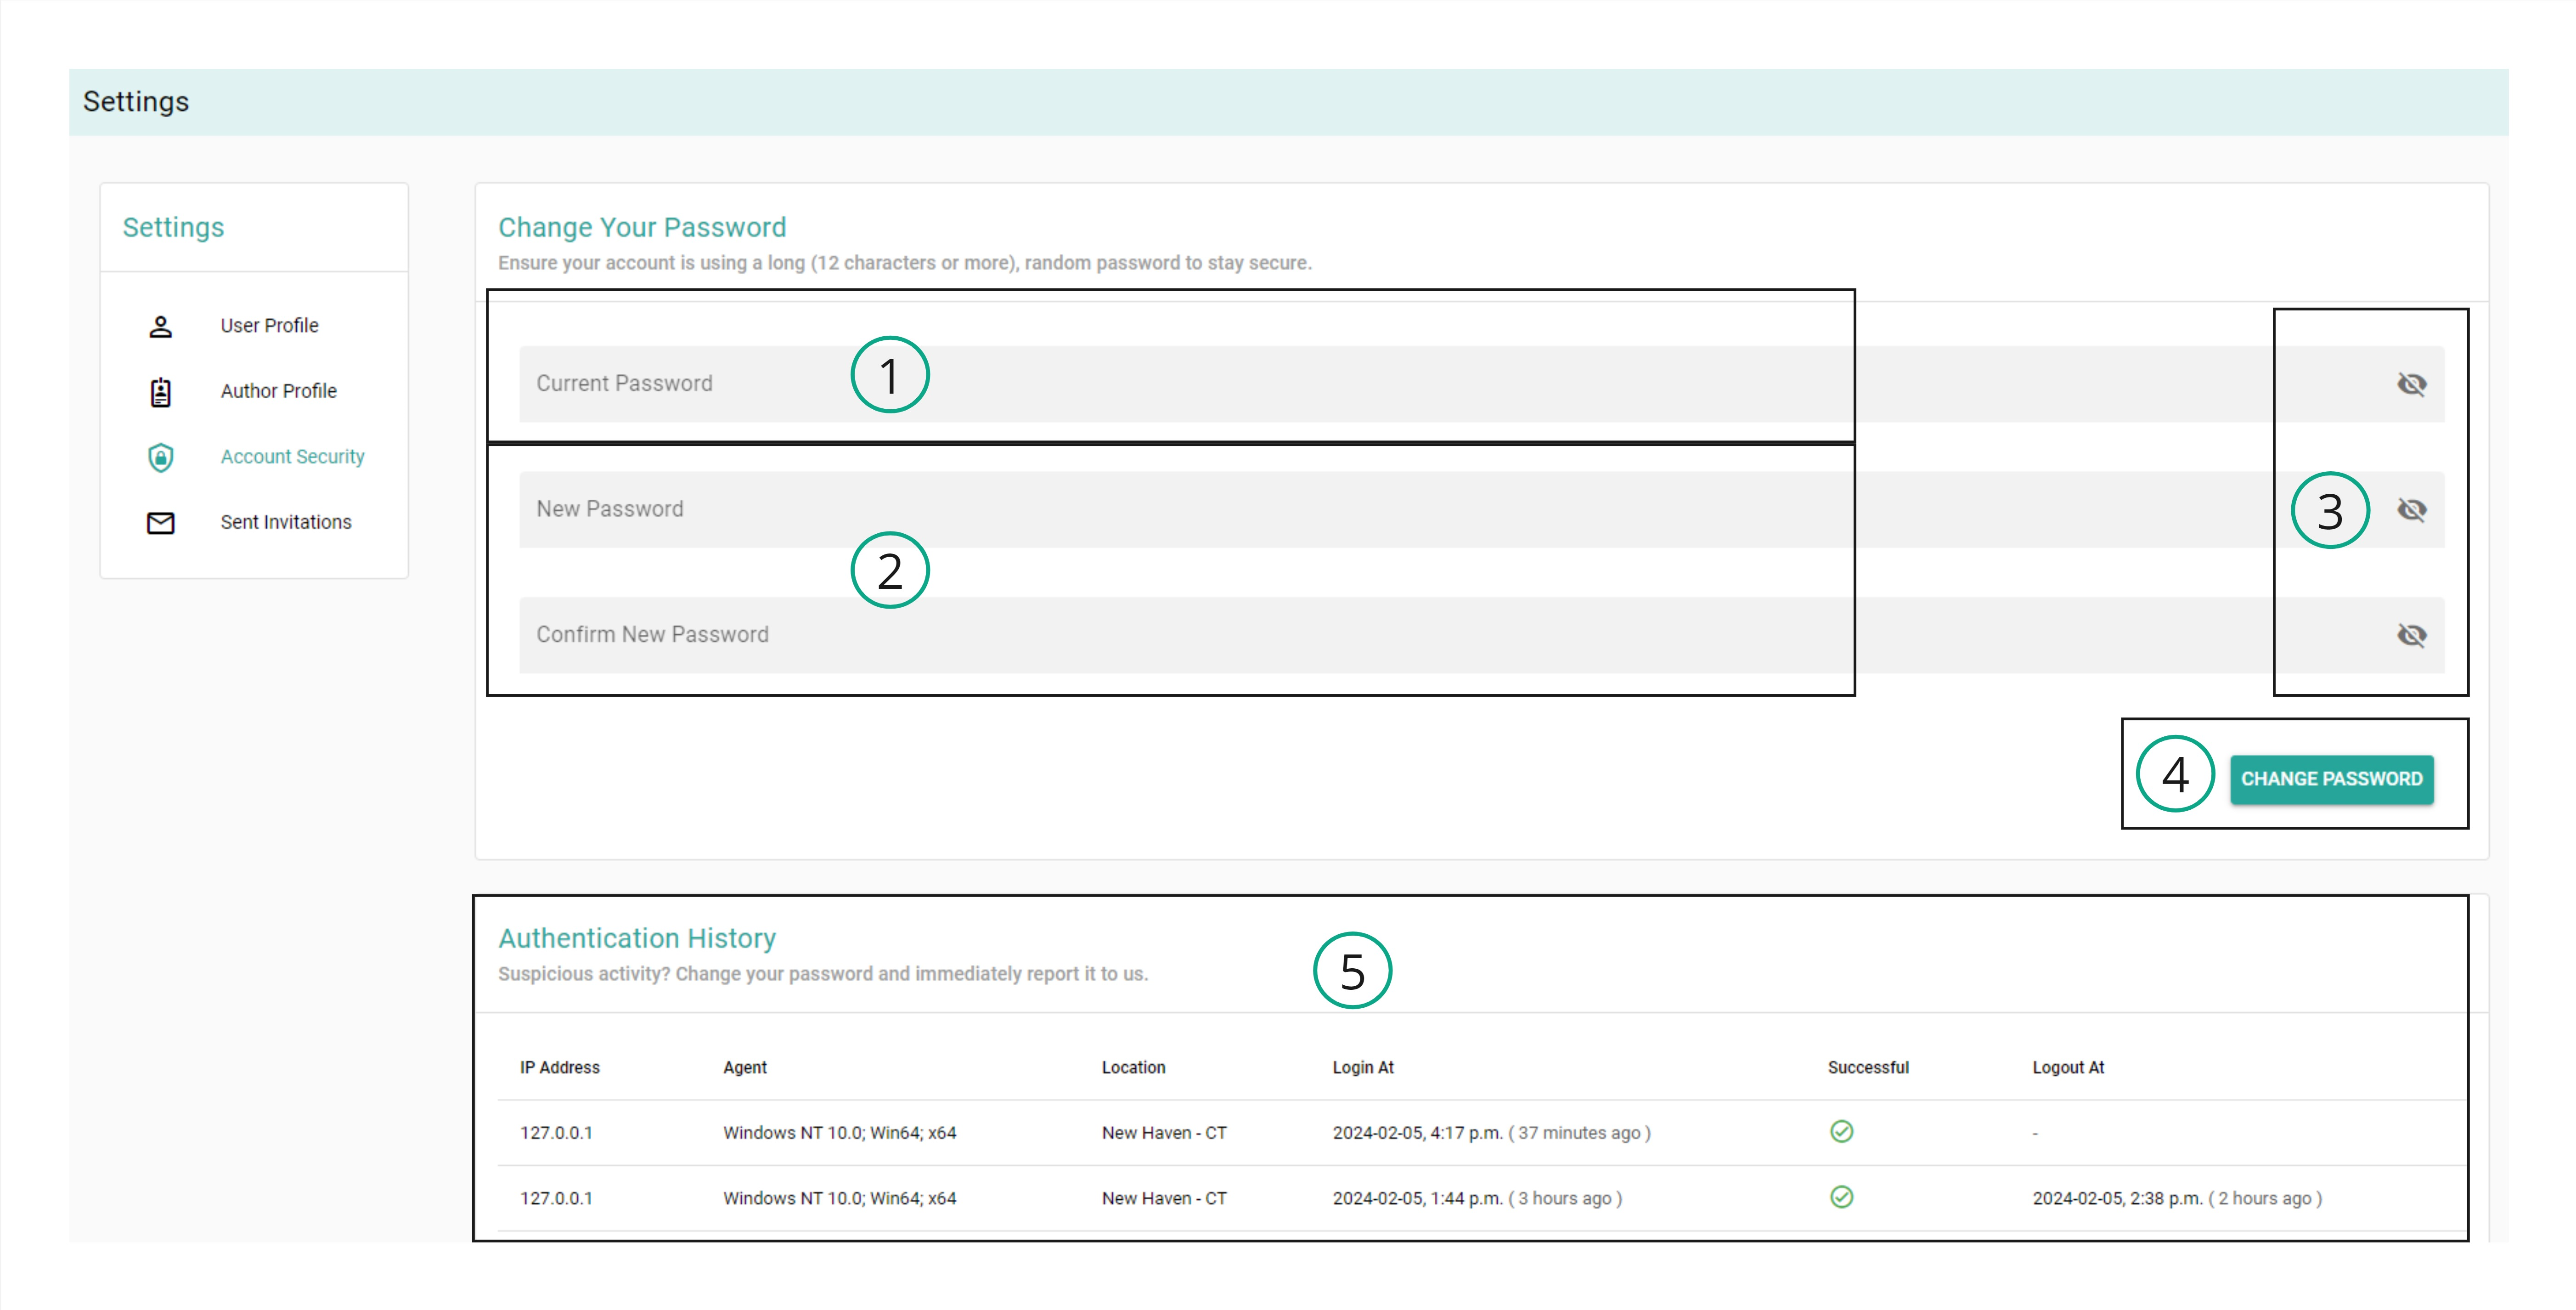 Settings
Settings
User Profile
Author Profile
Account Security
Sent Invitations
Change Your Password
Ensure your account is using a long (12 characters or more), random password to stay secure.
Current Password
1
New Password
2
3
Confirm New Password
4
CHANGE PASSWORD
Authentication History
Suspicious activity? Change your password and immediately report it to us.
5
IP Address Agent Location Login At Successful Logout At
127.0.0.1 Windows NT 10.0; Win64; x64 New Haven - CT 2024-02-05, 4:17 p.m. ( 37 minutes ago ) -
127.0.0.1 Windows NT 10.0; Win64; x64 New Haven - CT 2024-02-05, 1:44 p.m. ( 3 hours ago ) 2024-02-05, 2:38 p.m. ( 2 hours ago )